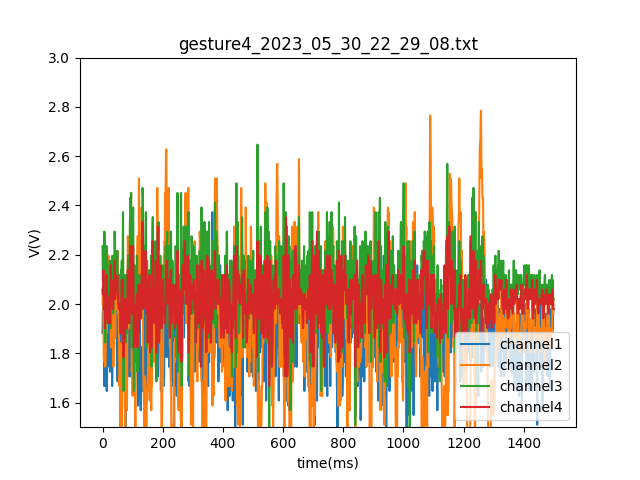 gesture4_2023_05_30_22_29_08.txt
3.0
2.8
2.6
2.4
2.2
2.0
1.8
1.6
V(V)
channel1
channel2
channel3
channel4
0 200 400 600 800 1000 1200 1400
time(ms)